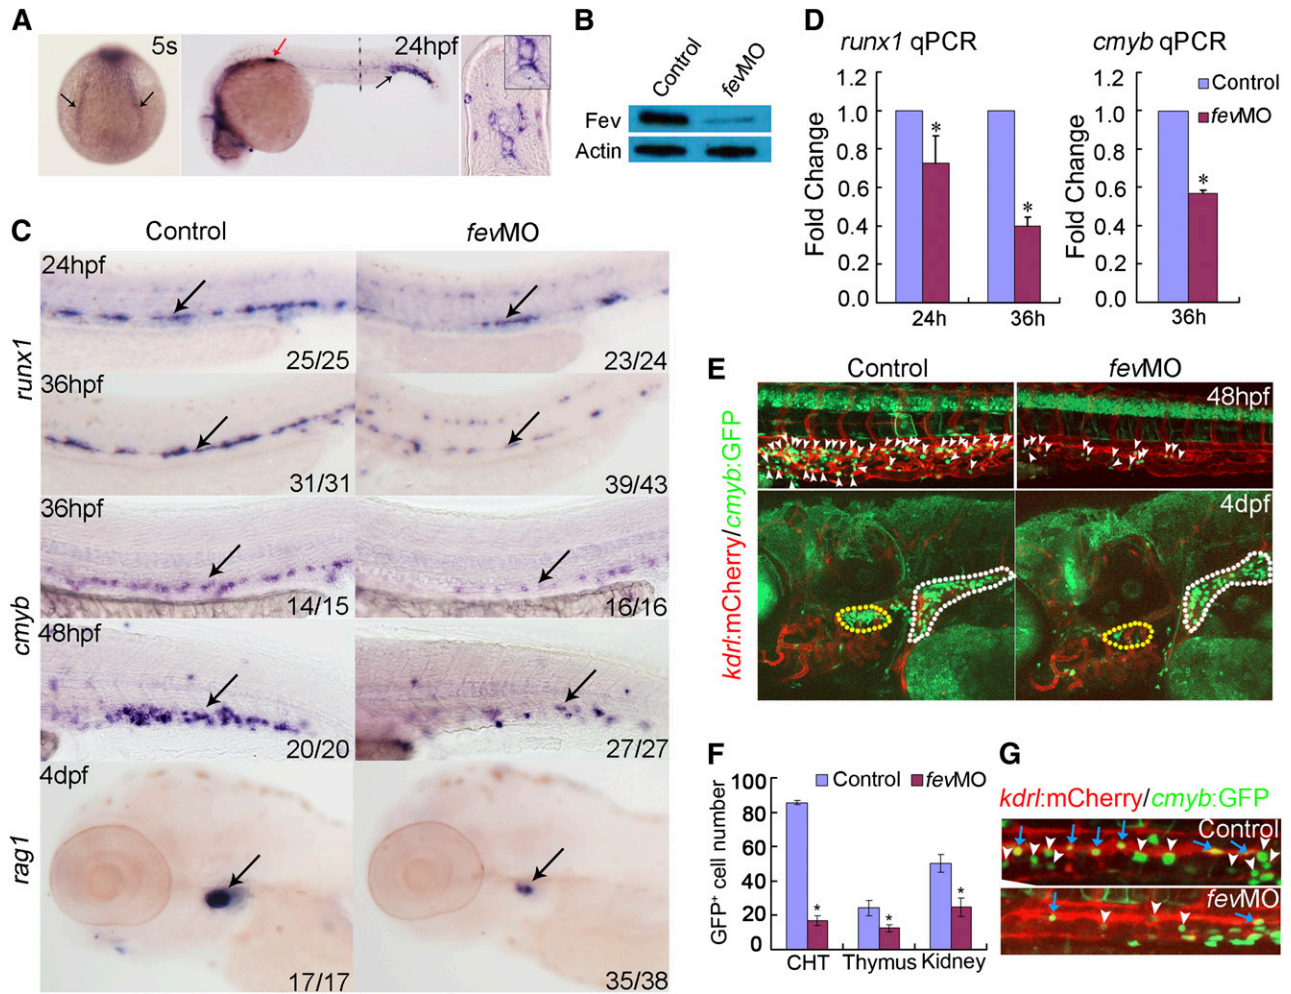 A
5s
24hpf
B
Control
fevMO
Fev
Actin
C
Control
fevMO
runx1
24hpf
25/25
23/24
36hpf
31/31
39/43
cmyb
36hpf
14/15
16/16
48hpf
20/20
27/27
rag1
4dpf
17/17
35/38
D
runx1 qPCR
Fold Change
1.2
1.0
0.8
0.6
0.4
0.2
0.0
*
*
24h
36h
cmyb qPCR
Control
fevMO
Fold Change
1.2
1.0
0.8
0.6
0.4
0.2
0.0
*
36h
E
Control
fevMO
kdrl:mCherry/cmyb:GFP
48hpf
4dpf
F
Control
fevMO
GFP⁺ cell number
100
80
60
40
20
0
*
*
*
CHT
Thymus
Kidney
G
kdrl:mCherry/cmyb:GFP
Control
fevMO